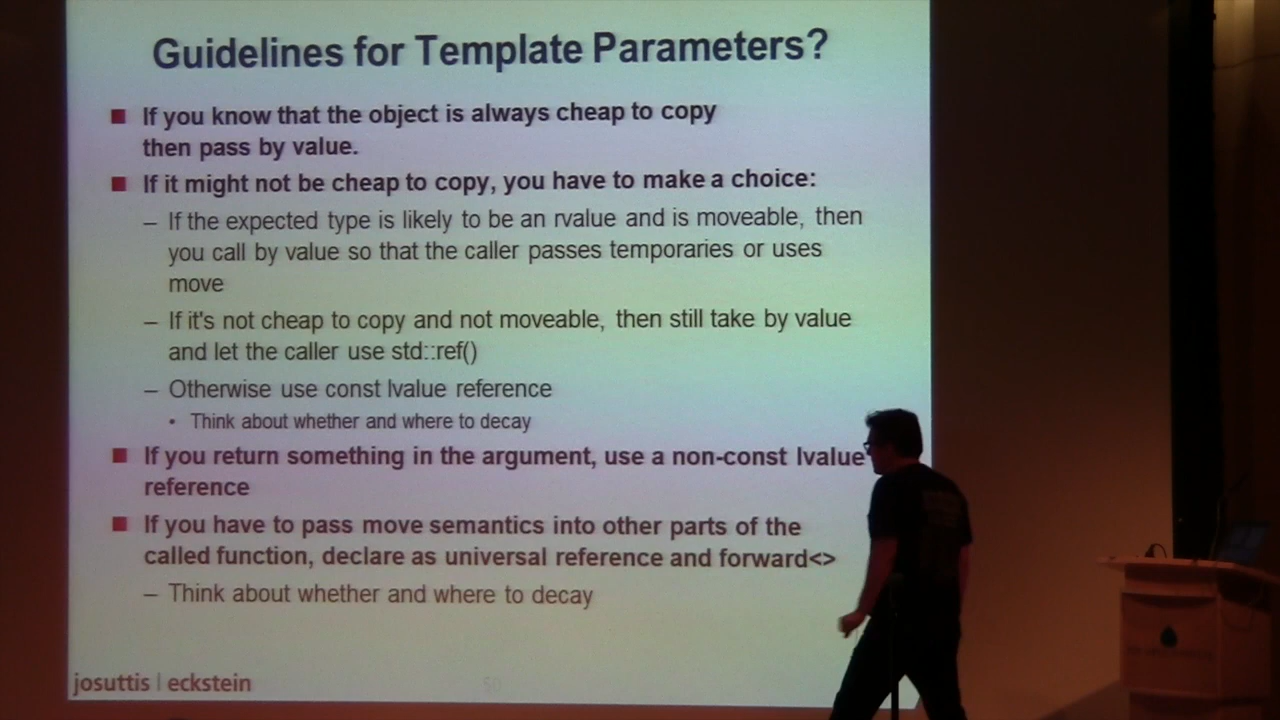 Guidelines for Template Parameters?
■ If you know that the object is always cheap to copy
then pass by value.
■ If it might not be cheap to copy, you have to make a choice:
– If the expected type is likely to be an rvalue and is moveable, then
you call by value so that the caller passes temporaries or uses
move
– If it's not cheap to copy and not moveable, then still take by value
and let the caller use std::ref()
– Otherwise use const lvalue reference
• Think about whether and where to decay
■ If you return something in the argument, use a non-const lvalue
reference
■ If you have to pass move semantics into other parts of the
called function, declare as universal reference and forward<>
– Think about whether and where to decay
josuttis | eckstein
50